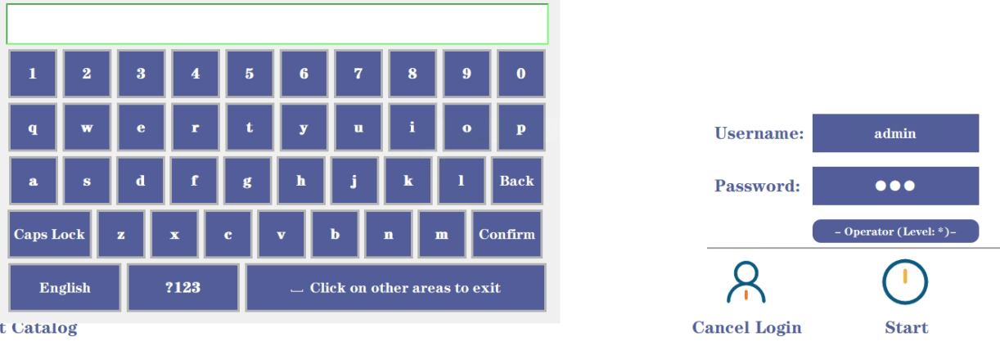 1 2 3 4 5 6 7 8 9 0
q w e r t y u i o p
a s d f g h j k l Back
Caps Lock z x c v b n m Confirm
English ?123 ⎵ Click on other areas to exit
t Catalog
Username: admin
Password: ●●●
– Operator (Level: *)–
Cancel Login Start